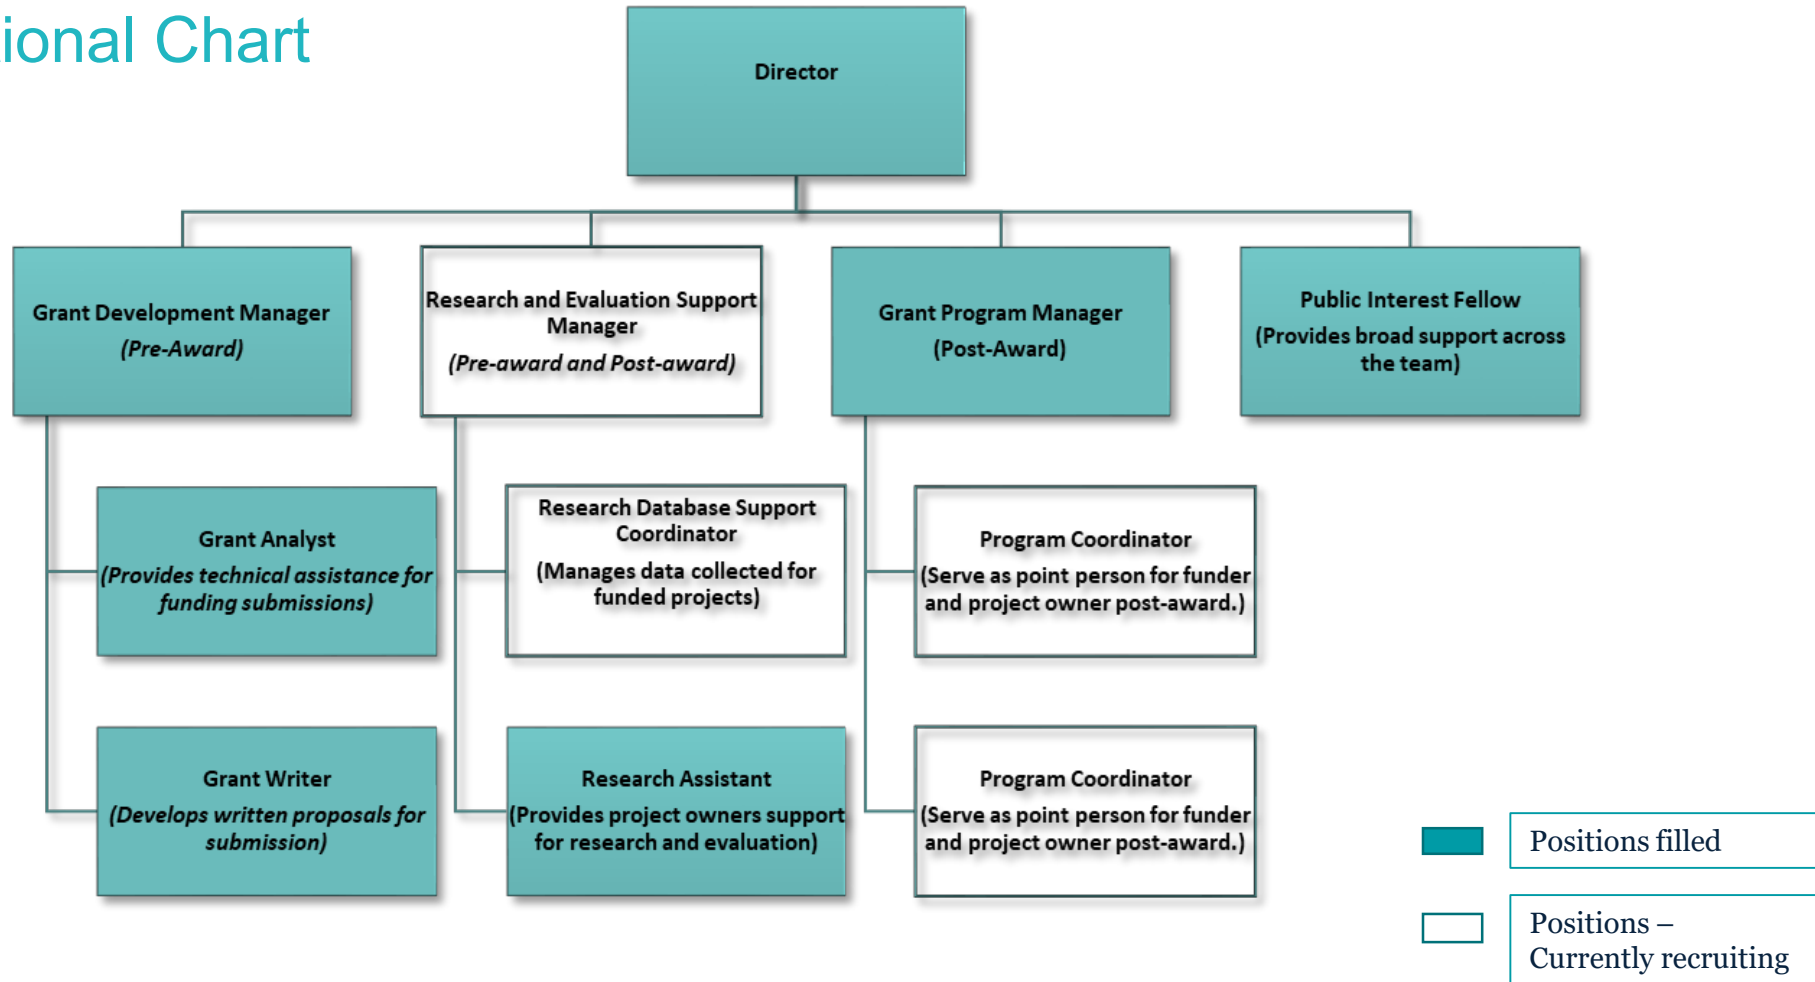 tional Chart
Director
Grant Development Manager
(Pre-Award)
Research and Evaluation Support
Manager
(Pre-award and Post-award)
Grant Program Manager
(Post-Award)
Public Interest Fellow
(Provides broad support across
the team)
Grant Analyst
(Provides technical assistance for
funding submissions)
Research Database Support
Coordinator
(Manages data collected for
funded projects)
Program Coordinator
(Serve as point person for funder
and project owner post-award.)
Grant Writer
(Develops written proposals for
submission)
Research Assistant
(Provides project owners support
for research and evaluation)
Program Coordinator
(Serve as point person for funder
and project owner post-award.)
Positions filled
Positions –
Currently recruiting